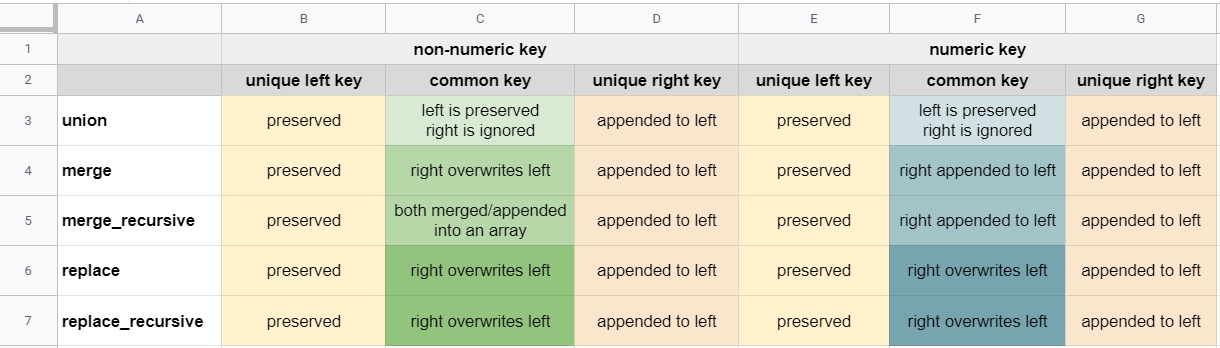 A B C D E F G
1 non-numeric key numeric key
2 unique left key common key unique right key unique left key common key unique right key
3 union preserved left is preserved right is ignored appended to left preserved left is preserved right is ignored appended to left
4 merge preserved right overwrites left appended to left preserved right appended to left appended to left
5 merge_recursive preserved both merged/appended into an array appended to left preserved right appended to left appended to left
6 replace preserved right overwrites left appended to left preserved right overwrites left appended to left
7 replace_recursive preserved right overwrites left appended to left preserved right overwrites left appended to left